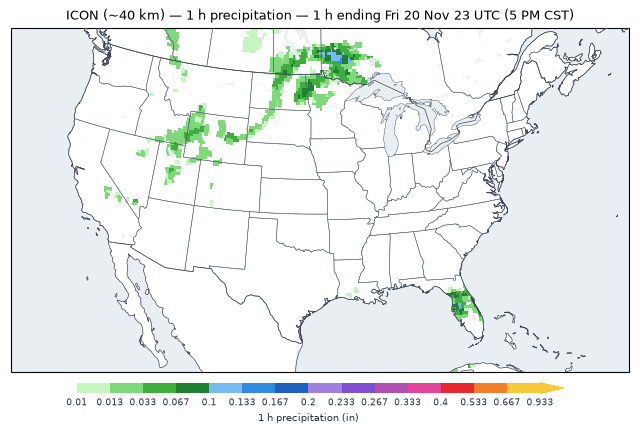 ICON (~40 km) — 1 h precipitation — 1 h ending Fri 20 Nov 23 UTC (5 PM CST)
0.01 0.013 0.033 0.067 0.1 0.133 0.167 0.2 0.233 0.267 0.333 0.4 0.533 0.667 0.933
1 h precipitation (in)